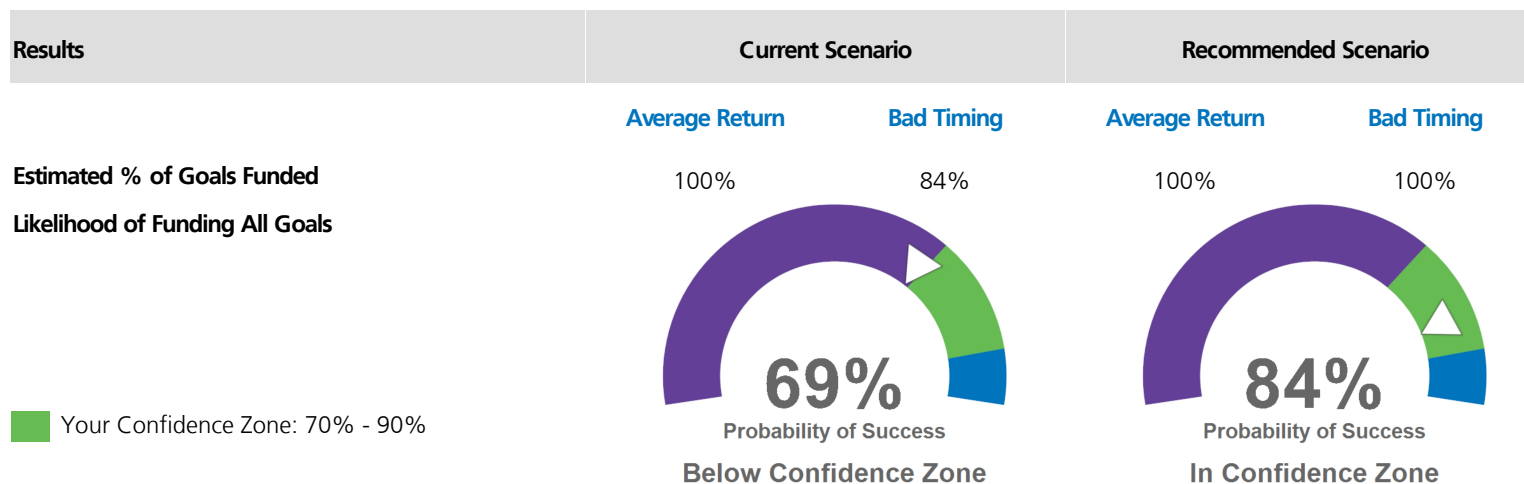 Results Current Scenario Recommended Scenario
Average Return Bad Timing Average Return Bad Timing
Estimated % of Goals Funded 100% 84% 100% 100%
Likelihood of Funding All Goals
69% 84%
Your Confidence Zone: 70% - 90% Probability of Success Probability of Success
Below Confidence Zone In Confidence Zone